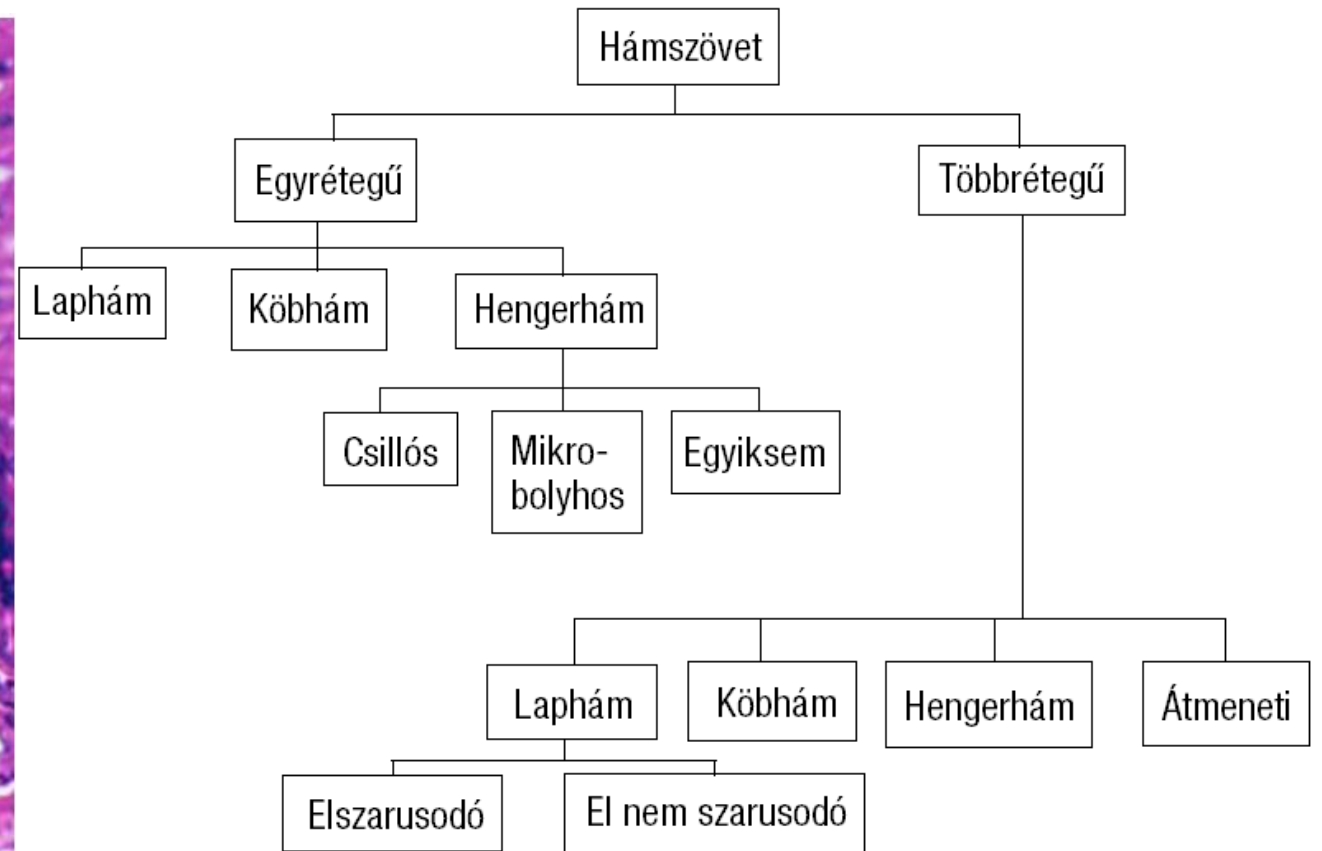 Hámszövet
Egyrétegű
Többrétegű
Laphám
Köbhám
Hengerhám
Csillós
Mikro-
bolyhos
Egyiksem
Laphám
Köbhám
Hengerhám
Átmeneti
Elszarusodó
El nem szarusodó